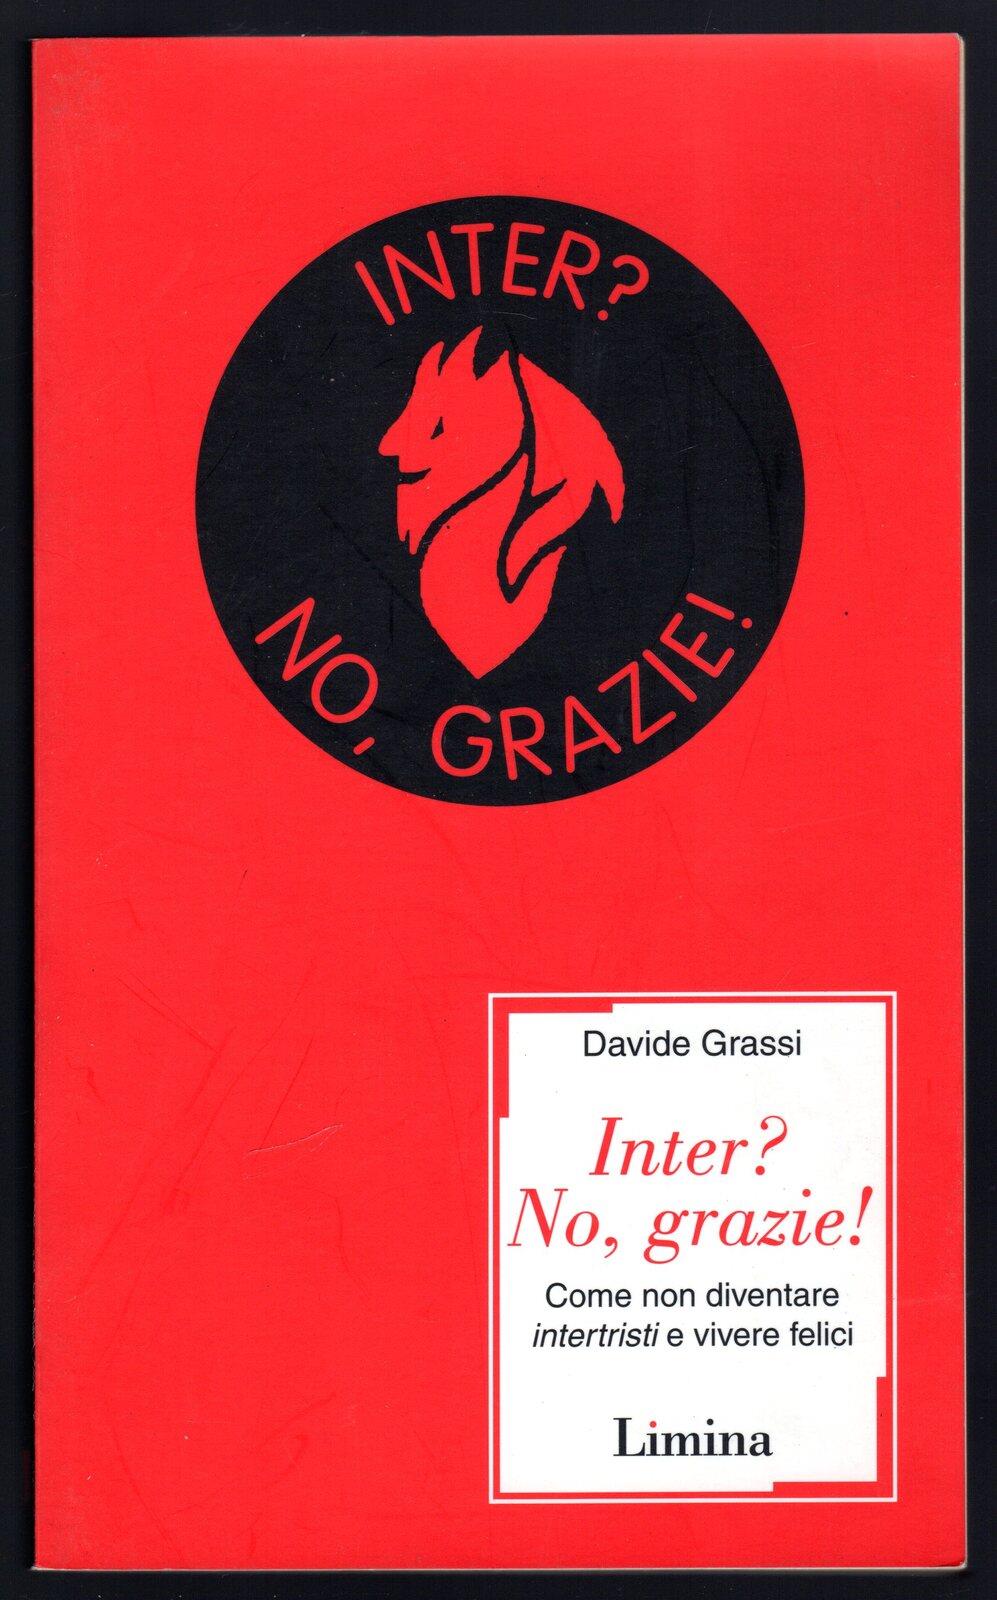 INTER?
NO, GRAZIE!
Davide Grassi
Inter?
No, grazie!
Come non diventare
intertristi e vivere felici
Limina